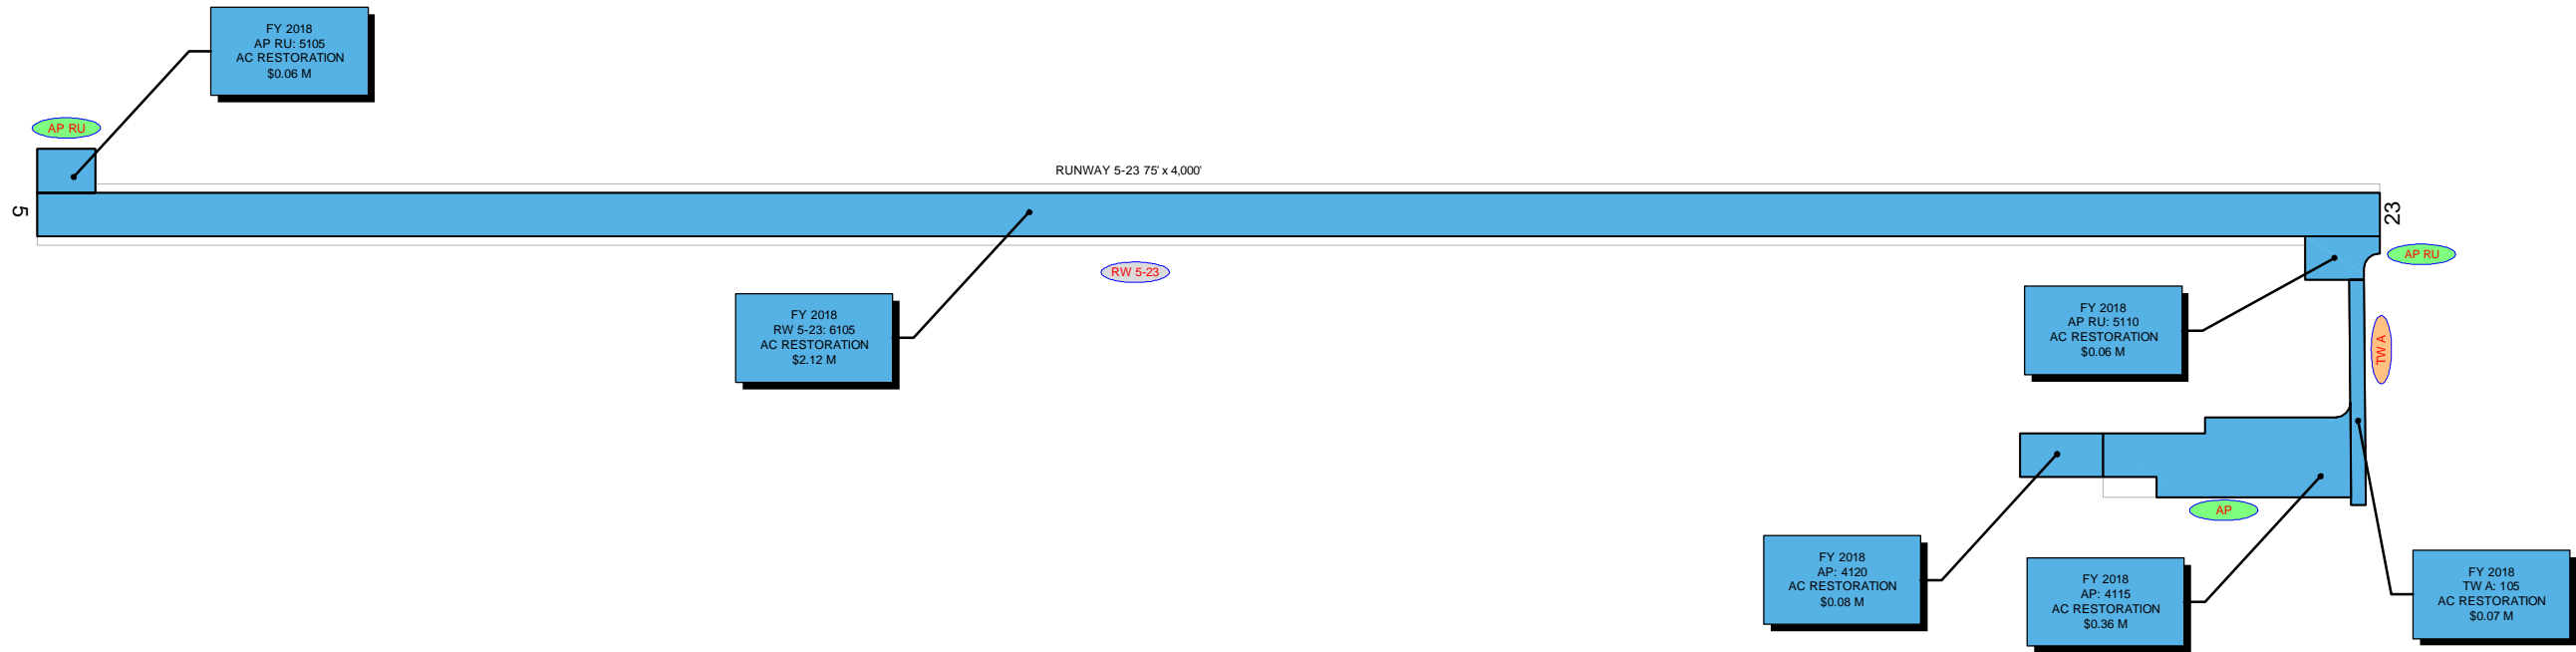 FY 2018
AP RU: 5105
AC RESTORATION
$0.06 M
AP RU
RUNWAY 5-23 75' x 4,000'
5
23
RW 5-23
AP RU
FY 2018
RW 5-23: 6105
AC RESTORATION
$2.12 M
FY 2018
AP RU: 5110
AC RESTORATION
$0.06 M
TW A
AP
FY 2018
AP: 4120
AC RESTORATION
$0.08 M
FY 2018
AP: 4115
AC RESTORATION
$0.36 M
FY 2018
TW A: 105
AC RESTORATION
$0.07 M